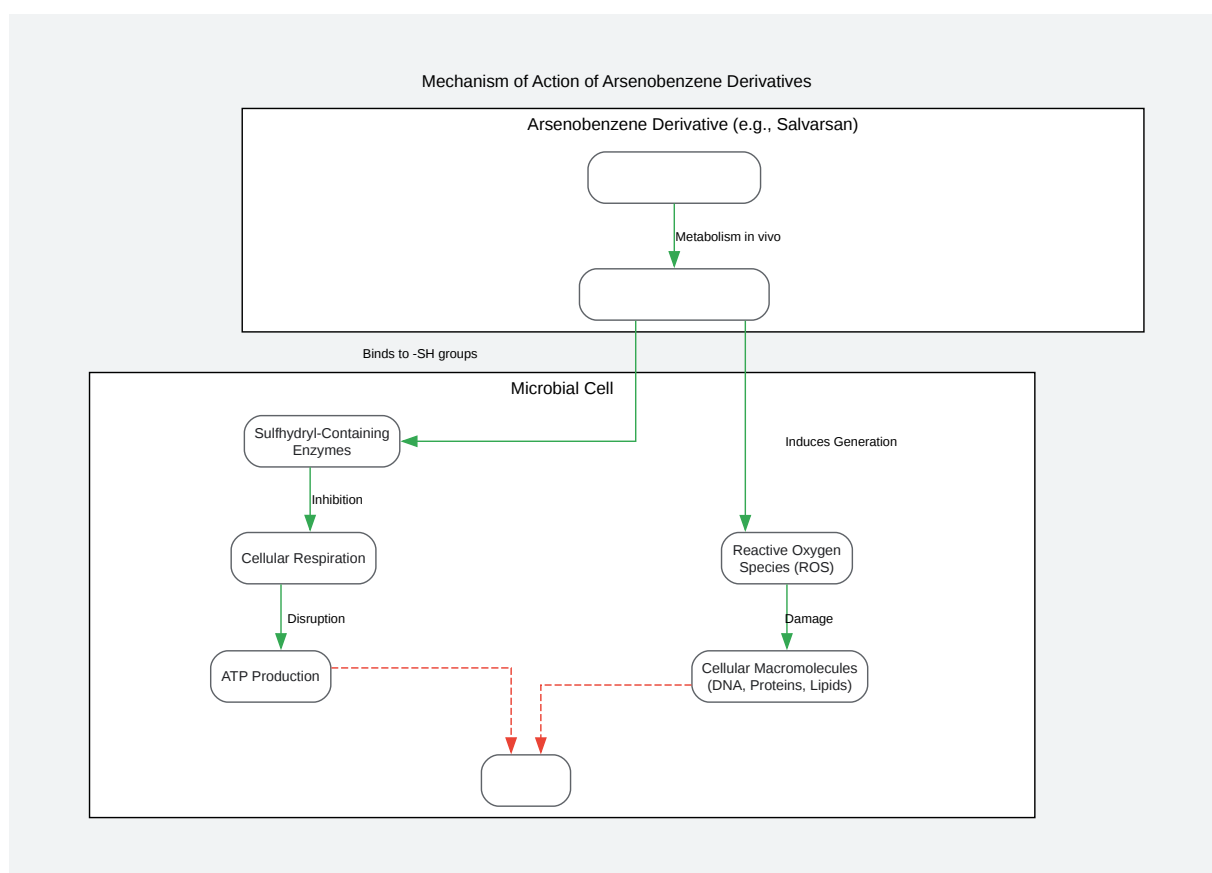 Mechanism of Action of Arsenobenzene Derivatives
Arsenobenzene Derivative (e.g., Salvarsan)
Metabolism in vivo
Binds to -SH groups
Microbial Cell
Sulfhydryl-Containing
Enzymes
Induces Generation
Inhibition
Cellular Respiration
Reactive Oxygen
Species (ROS)
Disruption
Damage
ATP Production
Cellular Macromolecules
(DNA, Proteins, Lipids)